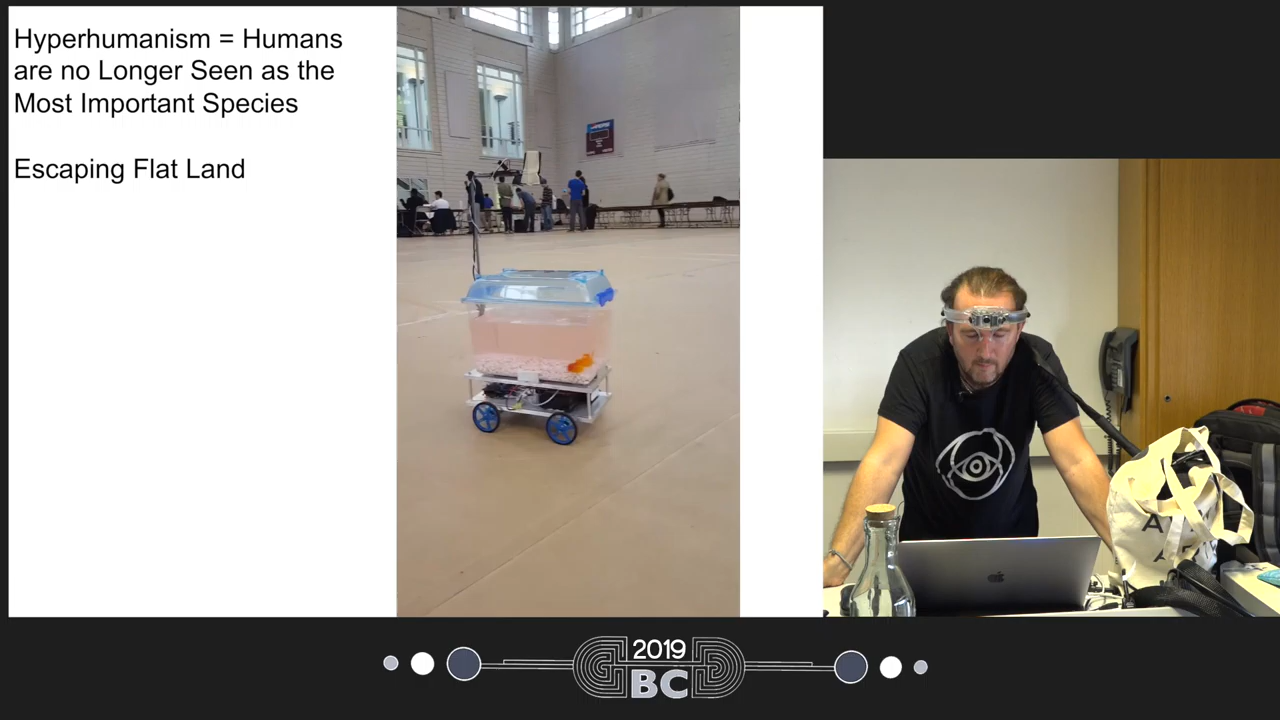 Hyperhumanism = Humans
are no Longer Seen as the
Most Important Species
Escaping Flat Land
2019
BC